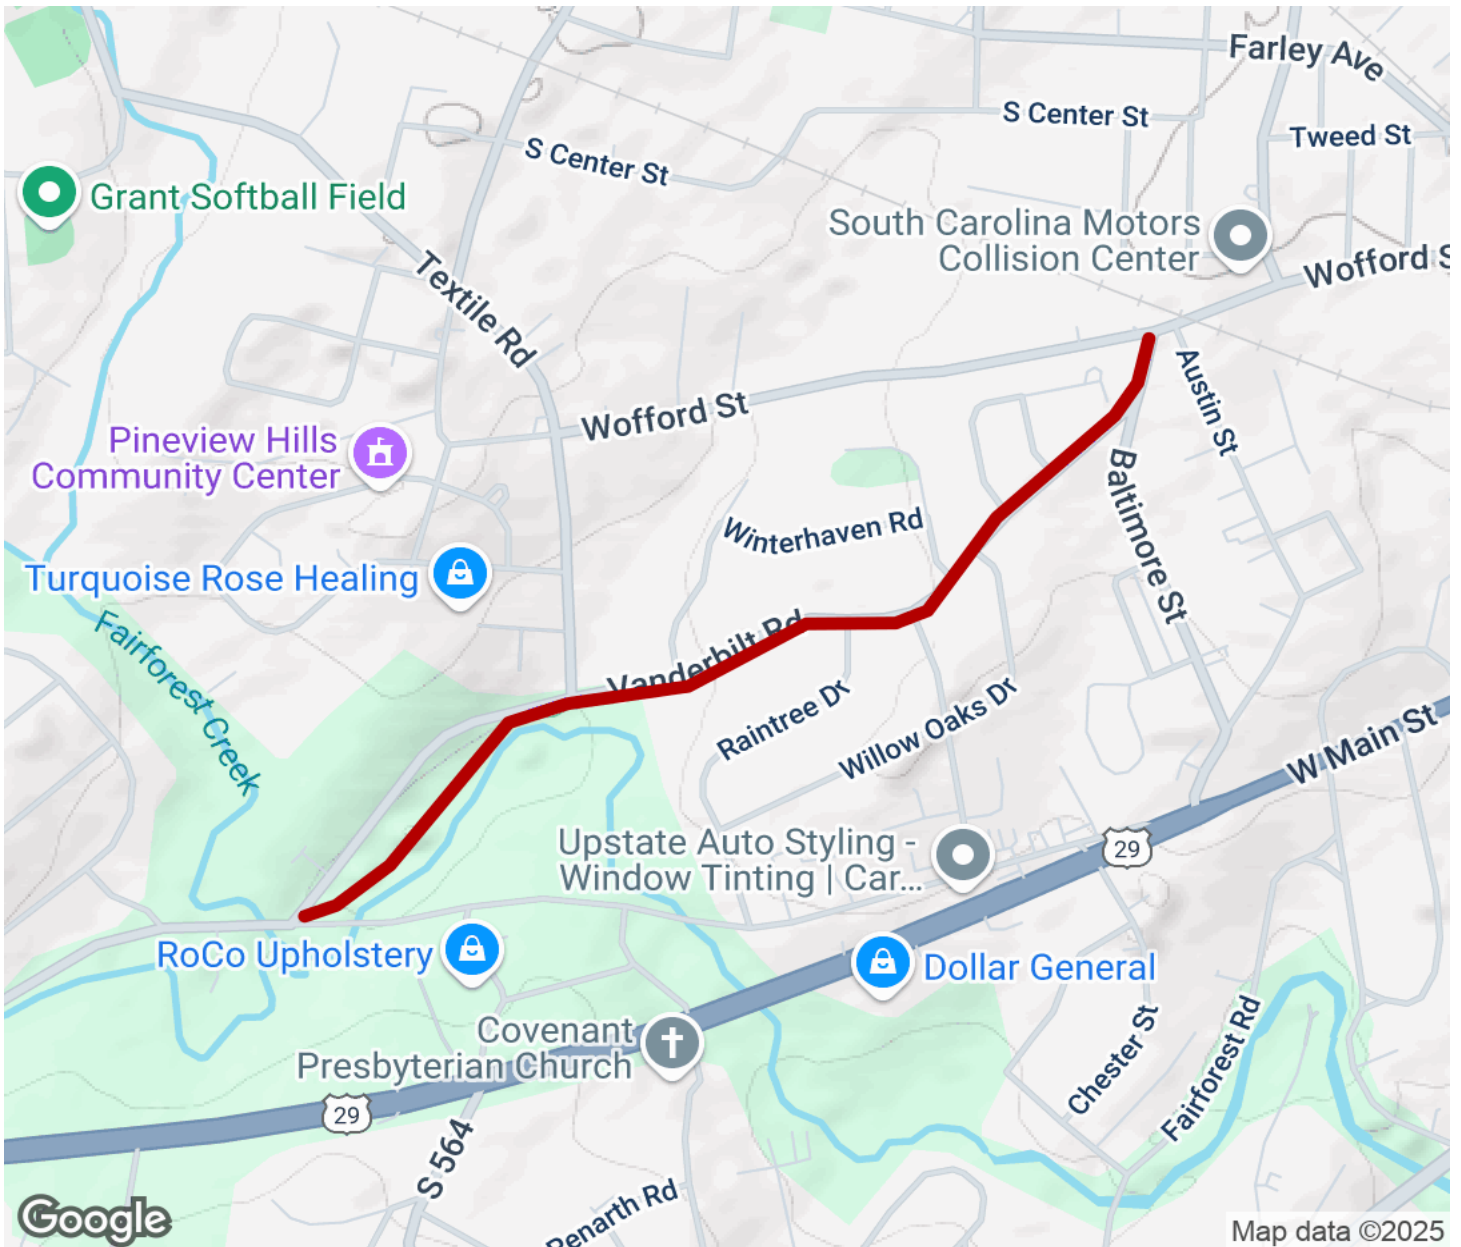 Farley Ave
S Center St
Tweed St
S Center St
Grant Softball Field
South Carolina Motors
Collision Center
Wofford S
Textile Rd
Austin St
Wofford St
Pineview Hills
Community Center
Baltimore St
Winterhaven Rd
Turquoise Rose Healing
Fairforest Creek
Vanderbilt Rd
Raintree Dr
Willow Oaks Dr
W Main St
Upstate Auto Styling -
Window Tinting | Car...
29
RoCo Upholstery
Dollar General
Covenant
Presbyterian Church
Chester St
Fairforest Rd
29
S 564
Penarth Rd
Google
Map data ©2025